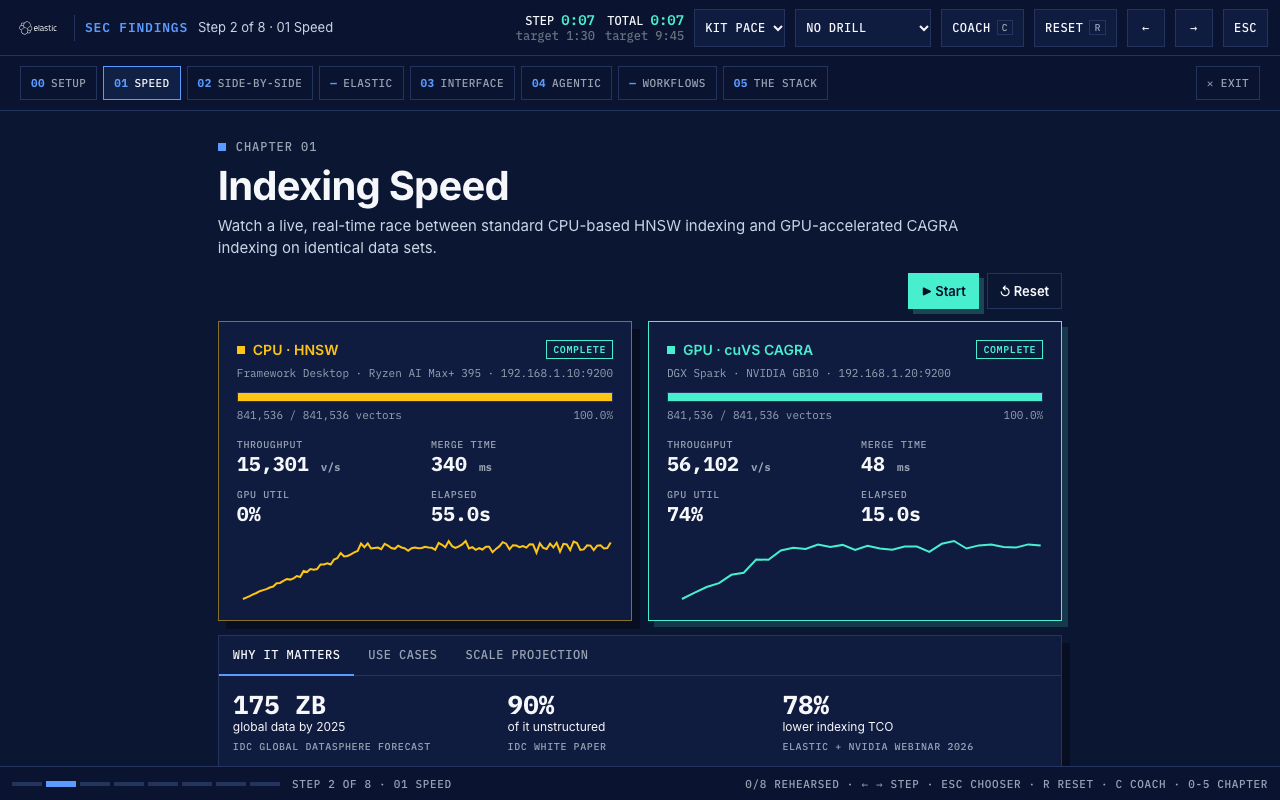 elastic SEC FINDINGS Step 2 of 8 · 01 Speed STEP 0:07 TOTAL 0:07 KIT PACE NO DRILL COACH C RESET R ← → ESC
target 1:30 target 9:45
00 SETUP 01 SPEED 02 SIDE-BY-SIDE — ELASTIC 03 INTERFACE 04 AGENTIC — WORKFLOWS 05 THE STACK × EXIT
CHAPTER 01
Indexing Speed
Watch a live, real-time race between standard CPU-based HNSW indexing and GPU-accelerated CAGRA
indexing on identical data sets.
▶ Start ↺ Reset
CPU · HNSW COMPLETE
Framework Desktop · Ryzen AI Max+ 395 · 192.168.1.10:9200
841,536 / 841,536 vectors 100.0%
THROUGHPUT MERGE TIME
15,301 v/s 340 ms
GPU UTIL ELAPSED
0% 55.0s
GPU · cuVS CAGRA COMPLETE
DGX Spark · NVIDIA GB10 · 192.168.1.20:9200
841,536 / 841,536 vectors 100.0%
THROUGHPUT MERGE TIME
56,102 v/s 48 ms
GPU UTIL ELAPSED
74% 15.0s
WHY IT MATTERS USE CASES SCALE PROJECTION
175 ZB 90% 78%
global data by 2025 of it unstructured lower indexing TCO
IDC GLOBAL DATASPHERE FORECAST IDC WHITE PAPER ELASTIC + NVIDIA WEBINAR 2026
STEP 2 OF 8 · 01 SPEED 0/8 REHEARSED · ← → STEP · ESC CHOOSER · R RESET · C COACH · 0-5 CHAPTER